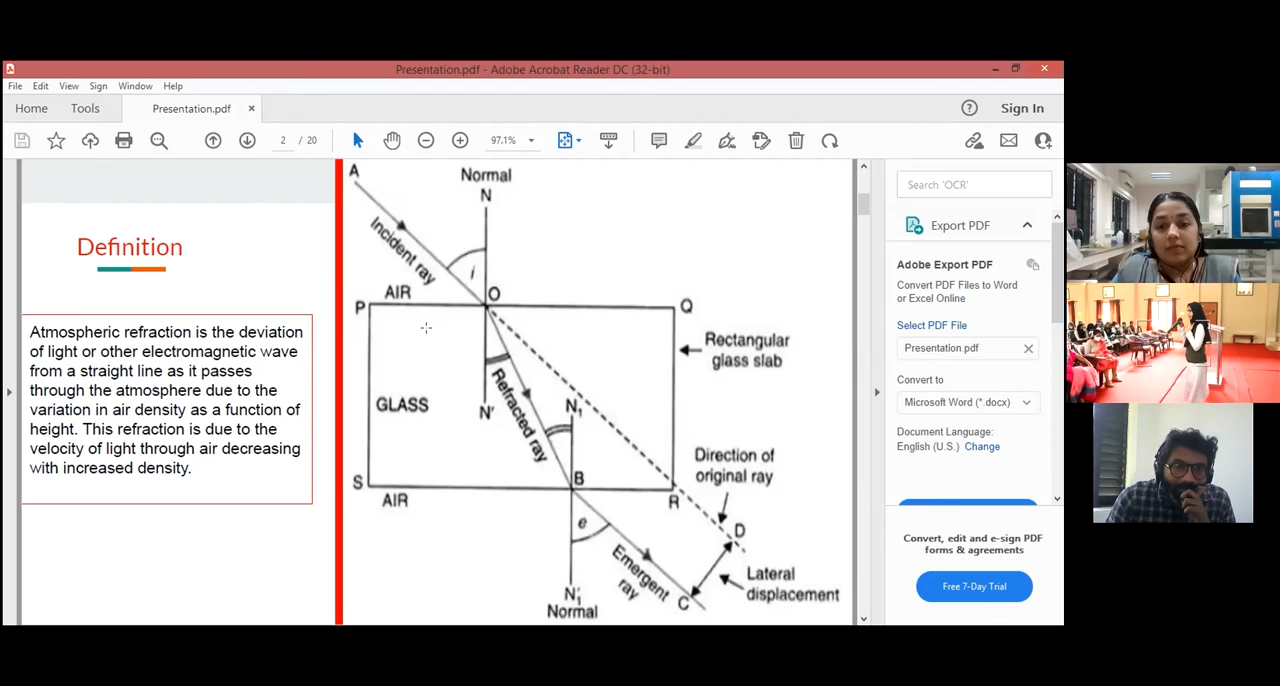 Presentation.pdf - Adobe Acrobat Reader DC (32-bit)
File Edit View Sign Window Help
Home Tools Presentation.pdf × ? Sign In
2 / 20 97.1%
Definition
Atmospheric refraction is the deviation
of light or other electromagnetic wave
from a straight line as it passes
through the atmosphere due to the
variation in air density as a function of
height. This refraction is due to the
velocity of light through air decreasing
with increased density.
A
Normal
N
Incident ray
i
AIR
O
P
Q
Rectangular
glass slab
GLASS
Refracted ray
N'
N₁
Direction of
original ray
S
B
AIR
R
e
D
Emergent
ray
Lateral
displacement
C
N₁'
Normal
Search 'OCR'
Export PDF
Adobe Export PDF
Convert PDF Files to Word
or Excel Online
Select PDF File
Presentation.pdf
Convert to
Microsoft Word (*.docx)
Document Language:
English (U.S.) Change
Convert, edit and e-sign PDF
forms & agreements
Free 7-Day Trial